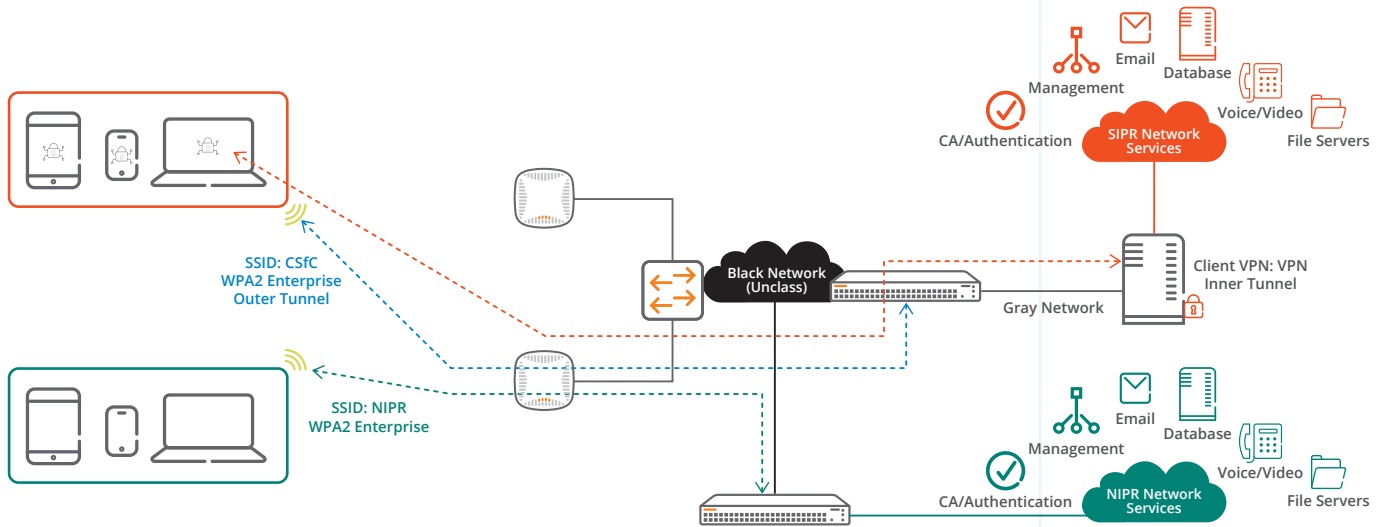 Email
Database
Management
Voice/Video
CA/Authentication
SIPR Network
Services
File Servers
SSID: CSfC
WPA2 Enterprise
Outer Tunnel
Black Network
(Unclass)
Client VPN: VPN
Inner Tunnel
Gray Network
SSID: NIPR
WPA2 Enterprise
Email
Database
Management
Voice/Video
CA/Authentication
NIPR Network
Services
File Servers